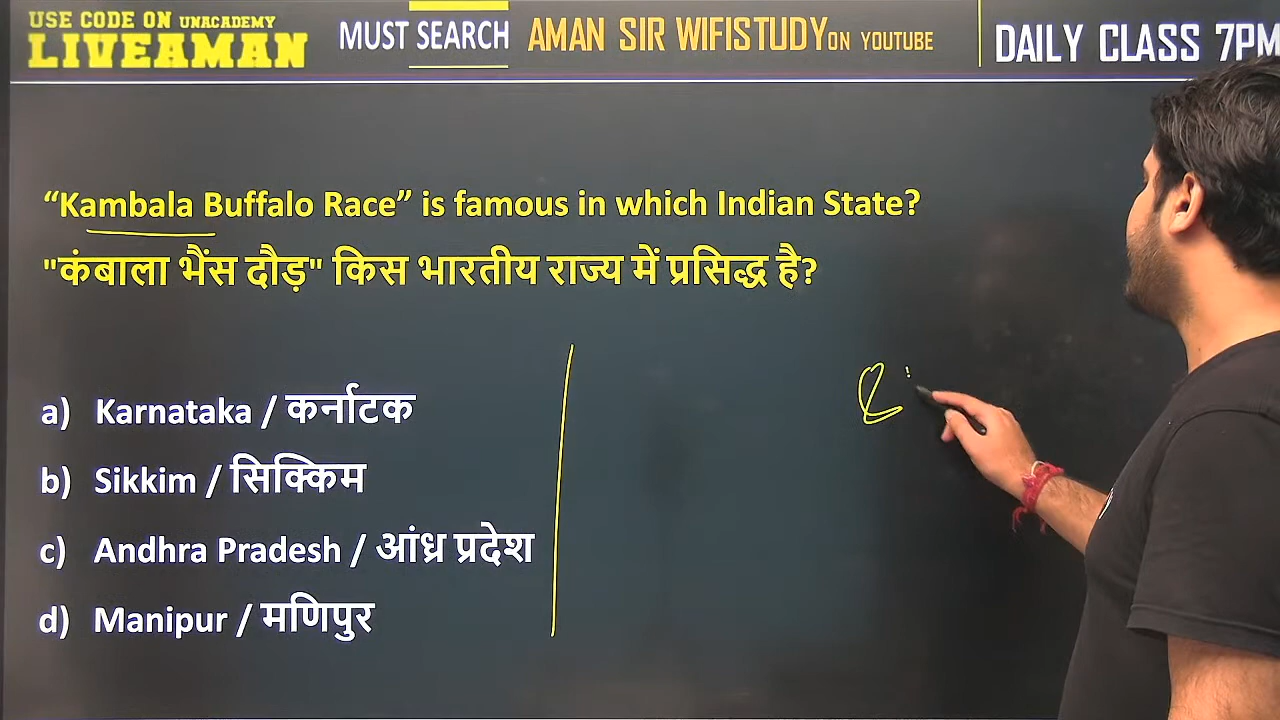 USE CODE ON UNACADEMY
LIVEAMAN
MUST SEARCH AMAN SIR WIFISTUDY ON YOUTUBE
DAILY CLASS 7PM
“Kambala Buffalo Race” is famous in which Indian State?
"कंबाला भैंस दौड़" किस भारतीय राज्य में प्रसिद्ध है?
a) Karnataka / कर्नाटक
b) Sikkim / सिक्किम
c) Andhra Pradesh / आंध्र प्रदेश
d) Manipur / मणिपुर